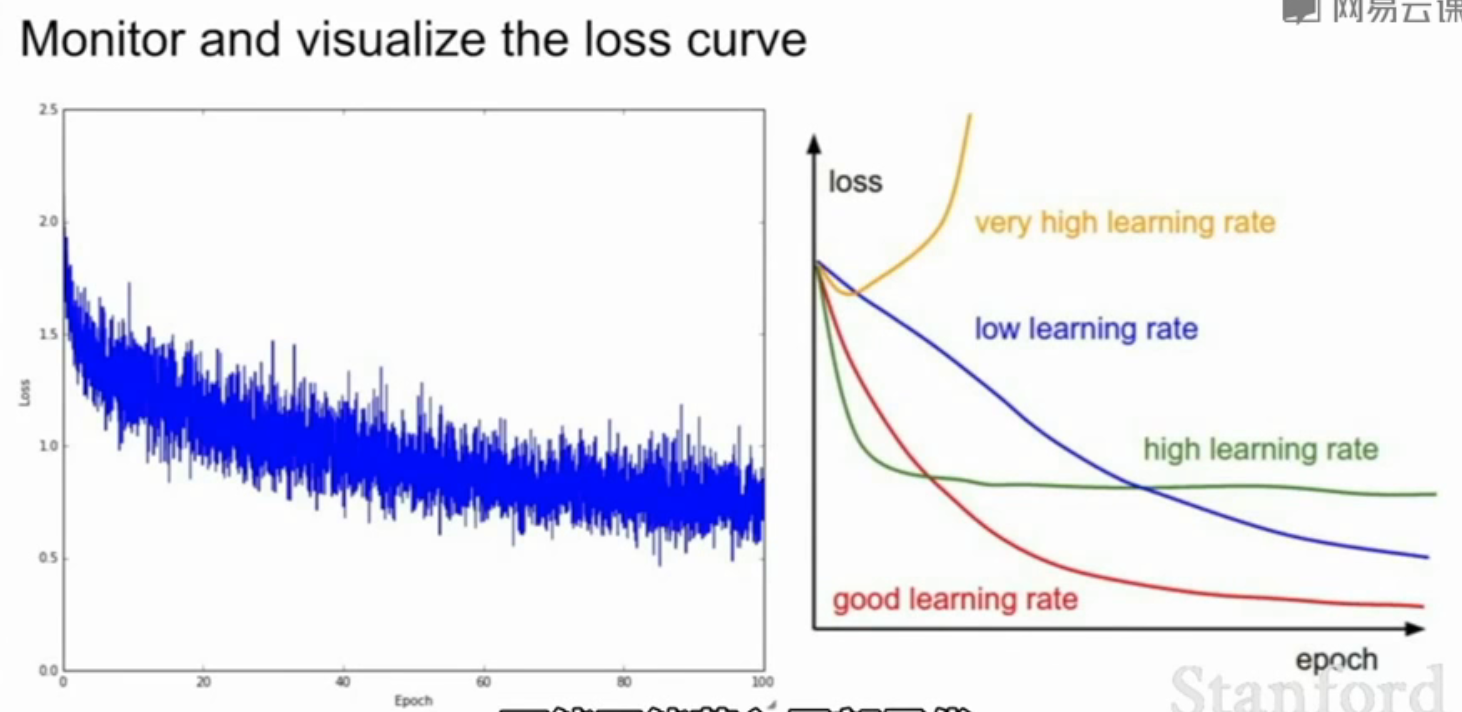 网易云课
Monitor and visualize the loss curve
2.5
2.0
1.5
1.0
0.5
0.0
Loss
0 20 40 60 80 100
Epoch
loss
very high learning rate
low learning rate
high learning rate
good learning rate
epoch
Stanford